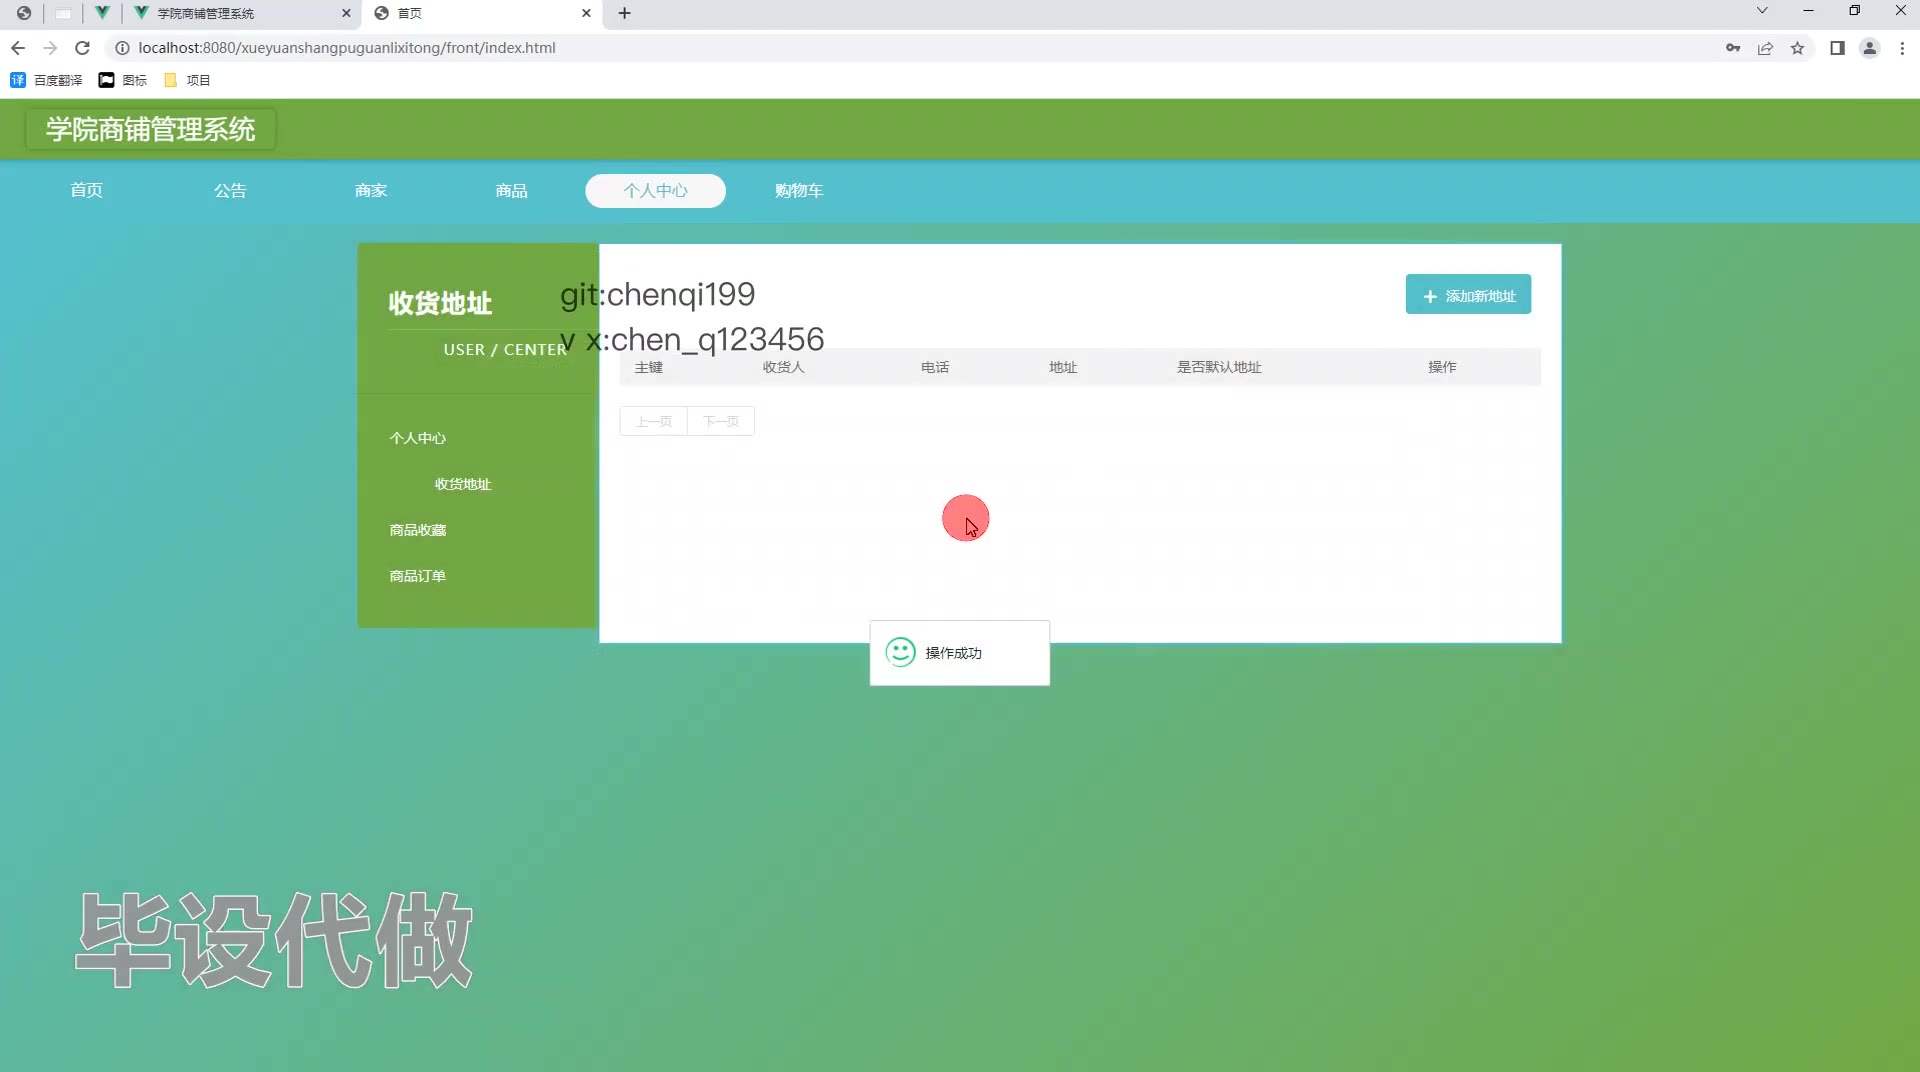 学院商铺管理系统
首页
localhost:8080/xueyuanshangpuguanlixitong/front/index.html
百度翻译
图标
项目
学院商铺管理系统
首页
公告
商家
商品
个人中心
购物车
收货地址
USER / CENTER
git:chenqi199
v x:chen_q123456
添加新地址
主键 收货人 电话 地址 是否默认地址 操作
上一页 下一页
个人中心
收货地址
商品收藏
商品订单
操作成功
毕设代做